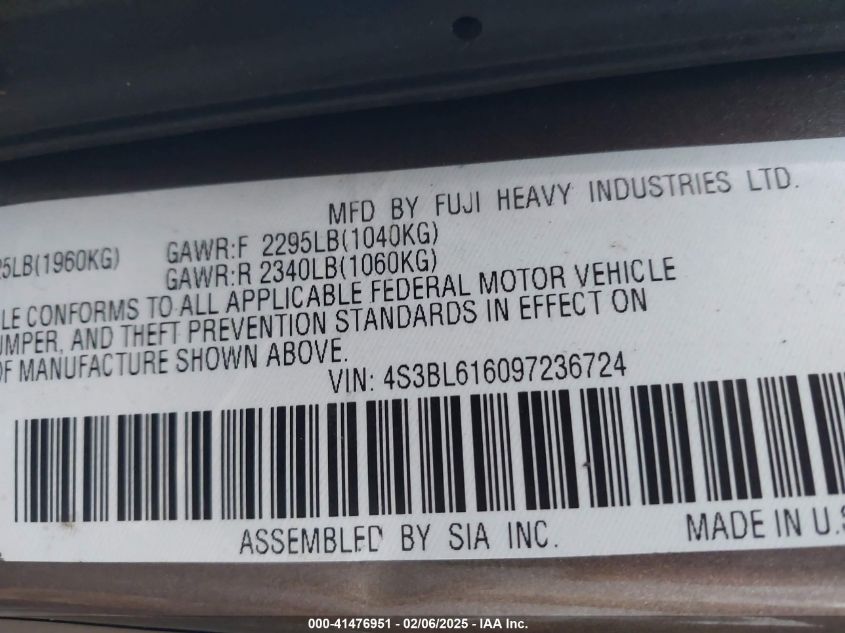 MFD BY FUJI HEAVY INDUSTRIES LTD.
25LB(1960KG) GAWR:F 2295LB(1040KG)
GAWR:R 2340LB(1060KG)
LE CONFORMS TO ALL APPLICABLE FEDERAL MOTOR VEHICLE
UMPER, AND THEFT PREVENTION STANDARDS IN EFFECT ON
OF MANUFACTURE SHOWN ABOVE.
VIN: 4S3BL616097236724
ASSEMBLED BY SIA INC. MADE IN U.S
000-41476951 - 02/06/2025 - IAA Inc.